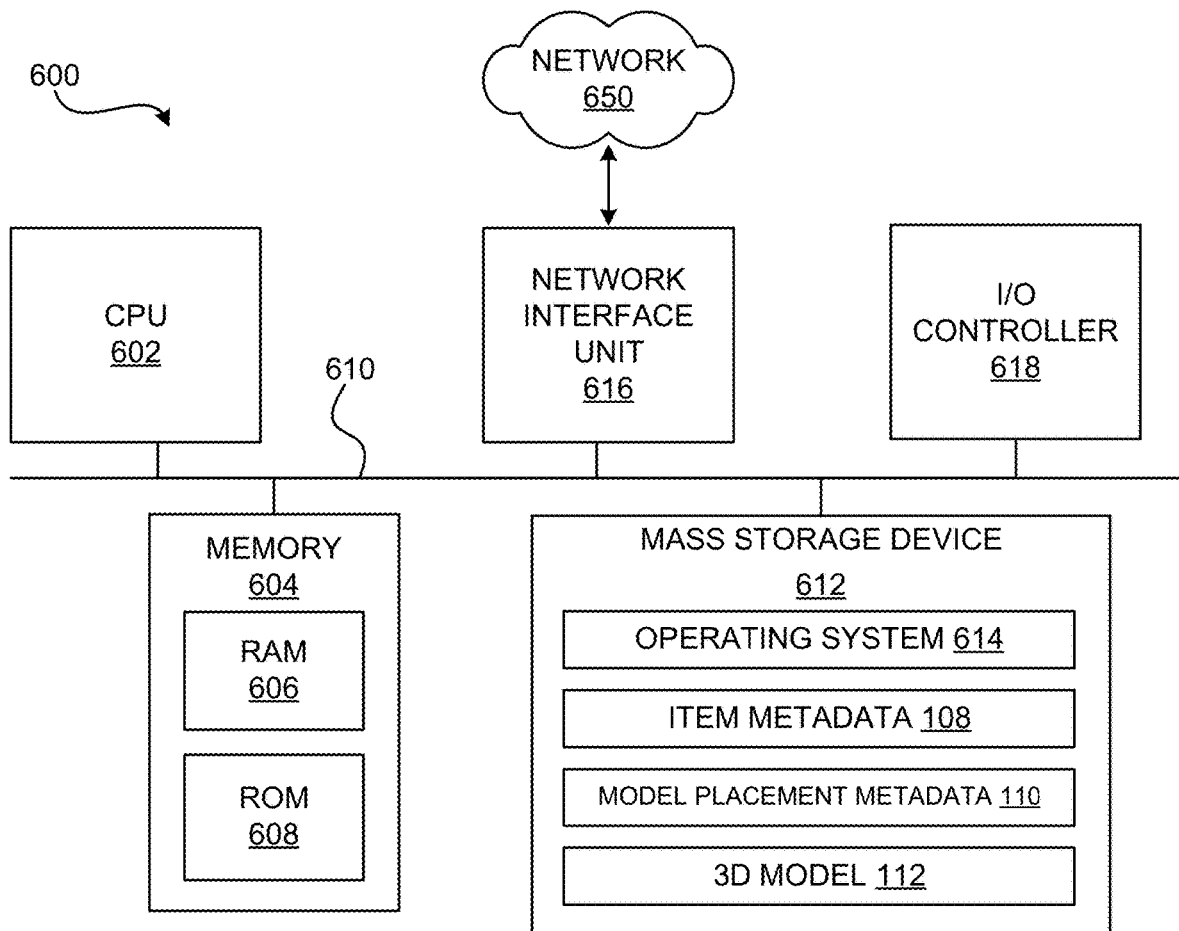 600
NETWORK
650
CPU
602
NETWORK
INTERFACE
UNIT
616
I/O
CONTROLLER
618
610
MEMORY
604
RAM
606
ROM
608
MASS STORAGE DEVICE
612
OPERATING SYSTEM 614
ITEM METADATA 108
MODEL PLACEMENT METADATA 110
3D MODEL 112